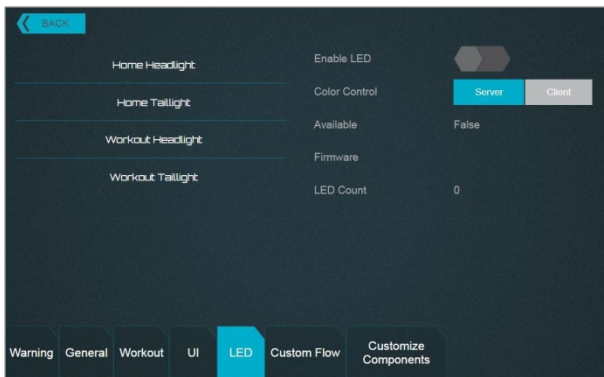 BACK
Home Headlight
Home Taillight
Workout Headlight
Workout Taillight
Enable LED
Color Control
Server
Client
Available
False
Firmware
LED Count
0
Warning
General
Workout
UI
LED
Custom Flow
Customize
Components